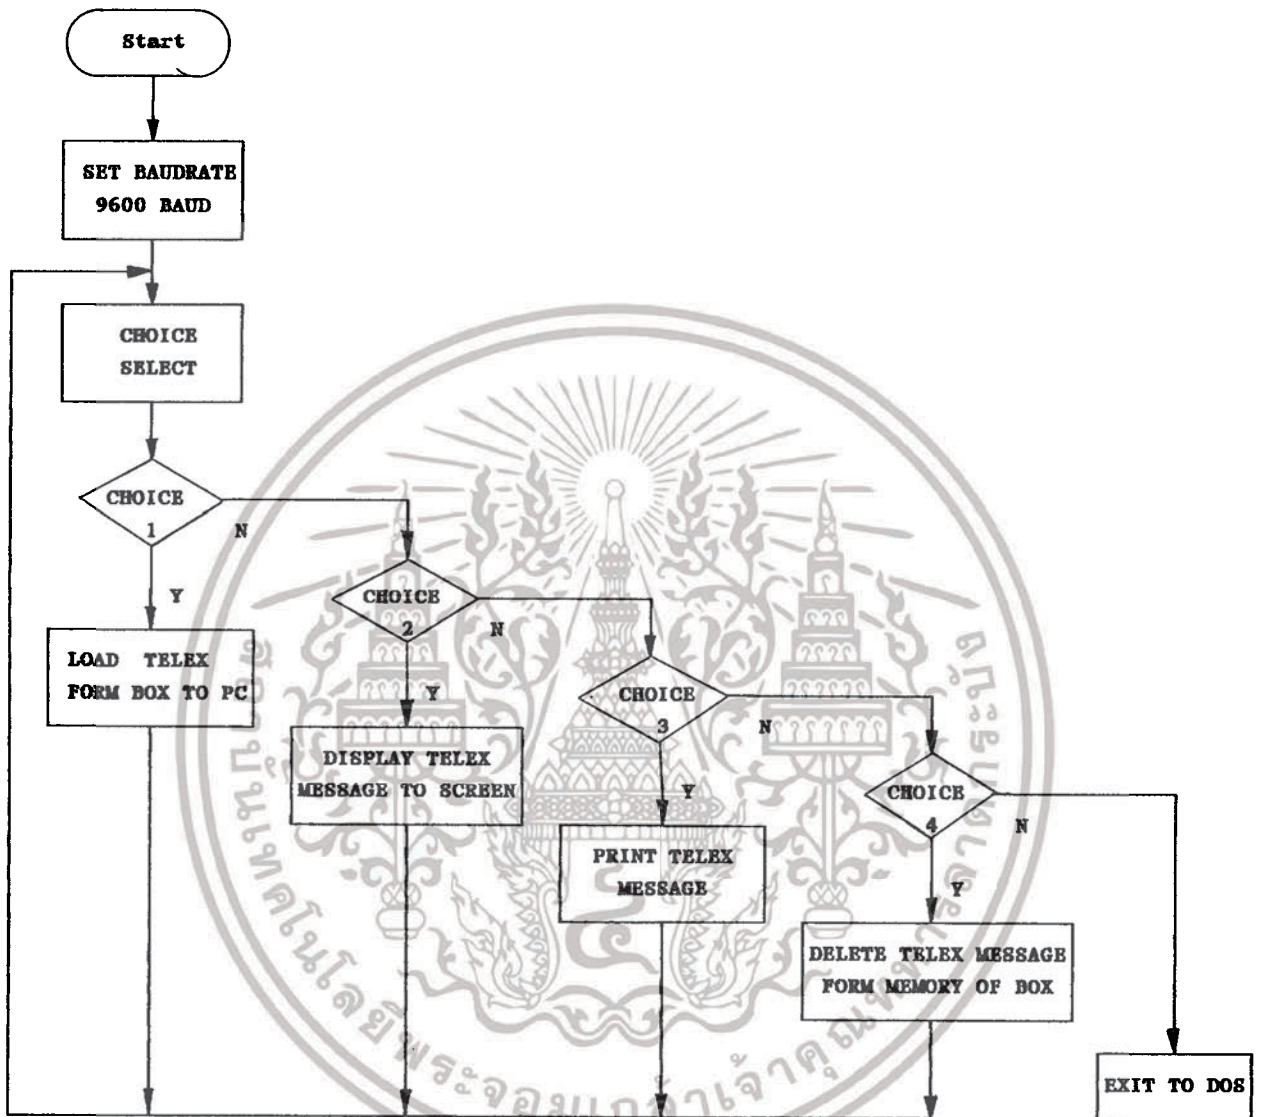 Start
SET BAUDRATE
9600 BAUD
CHOICE
SELECT
CHOICE
1
N
Y
LOAD TELEX
FORM BOX TO PC
CHOICE
2
N
Y
DISPLAY TELEX
MESSAGE TO SCREEN
CHOICE
3
N
Y
PRINT TELEX
MESSAGE
CHOICE
4
N
Y
DELETE TELEX MESSAGE
FORM MEMORY OF BOX
EXIT TO DOS